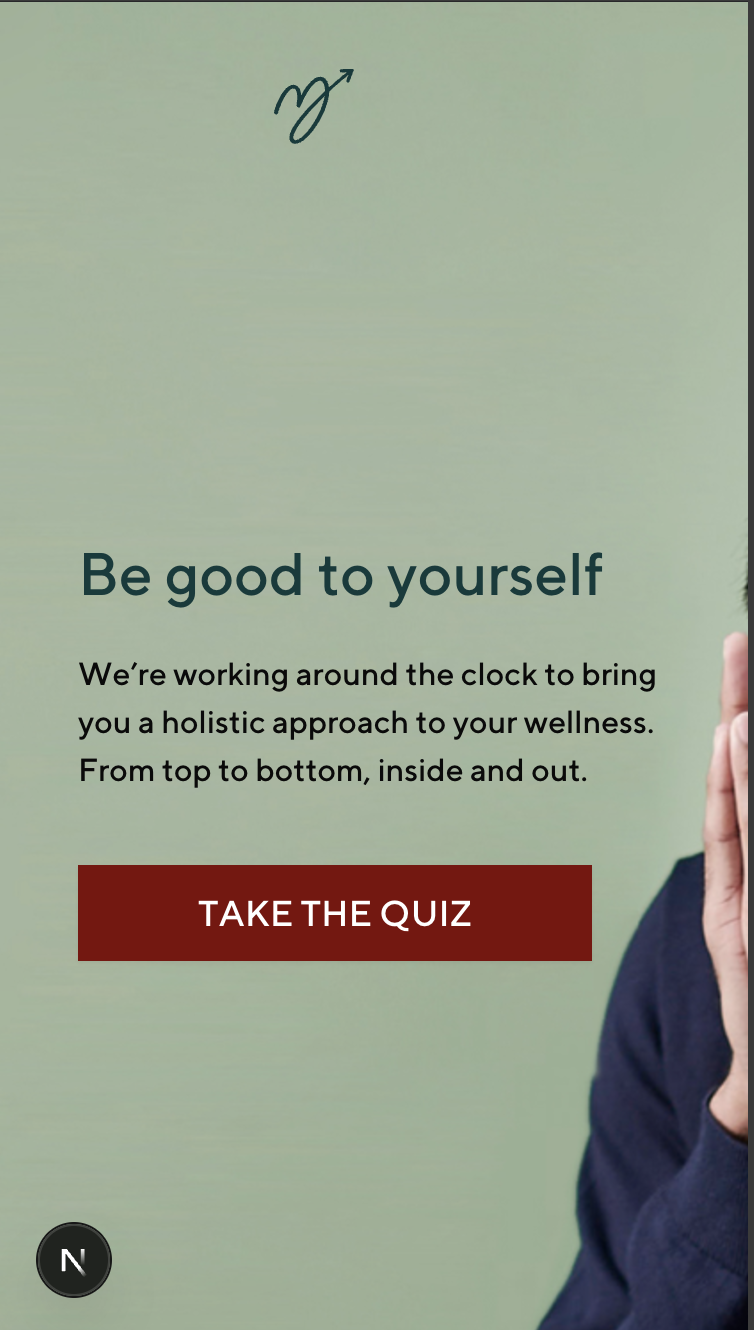 Be good to yourself
We’re working around the clock to bring
you a holistic approach to your wellness.
From top to bottom, inside and out.
TAKE THE QUIZ
N